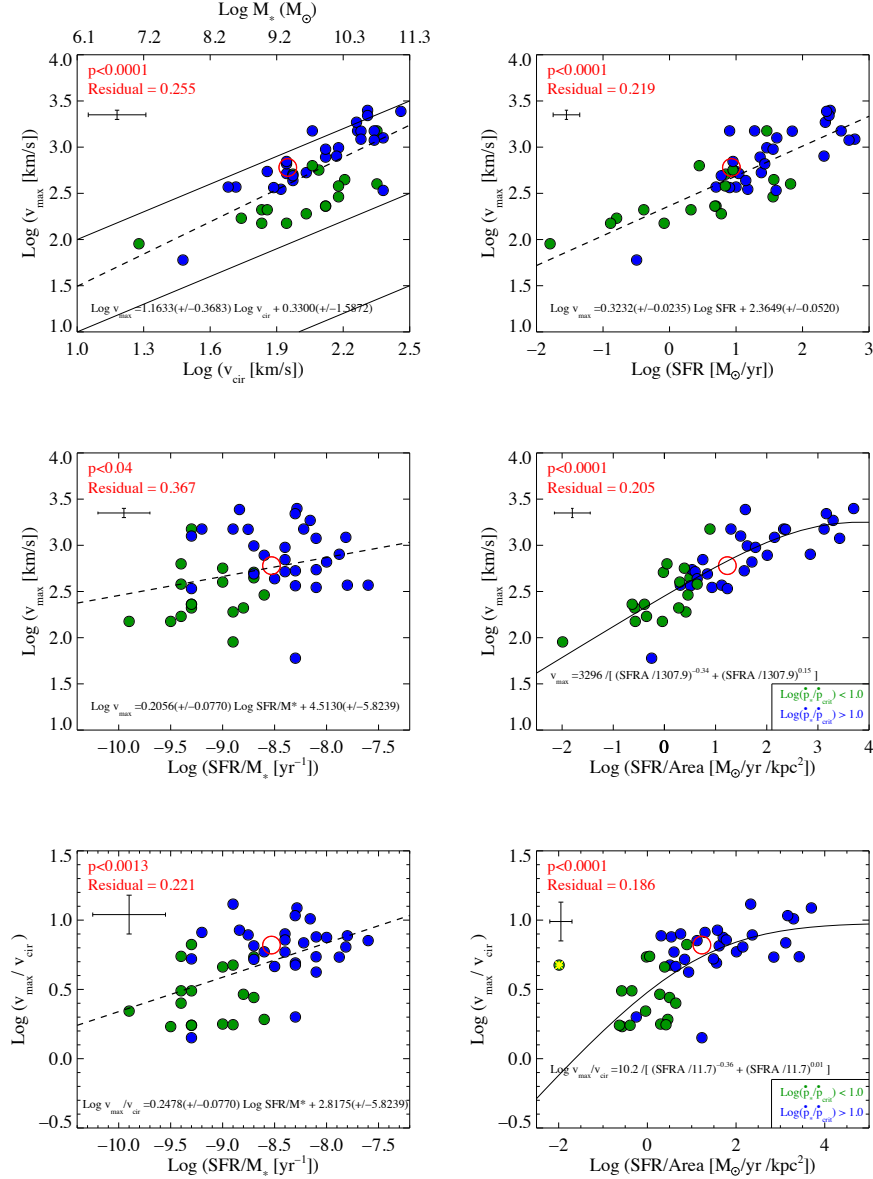 Log M* (M⊙)
6.1 7.2 8.2 9.2 10.3 11.3
p<0.0001
Residual = 0.255
4.0
3.5
3.0
2.5
2.0
1.5
1.0
Log (vmax [km/s])
Log vmax=1.1633(+/−0.3683) Log vcir + 0.3300(+/−1.5872)
1.0 1.3 1.6 1.9 2.2 2.5
Log (vcir [km/s])
p<0.0001
Residual = 0.219
4.0
3.5
3.0
2.5
2.0
1.5
1.0
Log (vmax [km/s])
Log vmax=0.3232(+/−0.0235) Log SFR + 2.3649(+/−0.0520)
−2 −1 0 1 2 3
Log (SFR [M⊙/yr])
p<0.04
Residual = 0.367
4.0
3.5
3.0
2.5
2.0
1.5
1.0
Log (vmax [km/s])
Log vmax=0.2056(+/−0.0770) Log SFR/M* + 4.5130(+/−5.8239)
−10.0 −9.5 −9.0 −8.5 −8.0 −7.5
Log (SFR/M* [yr−1])
p<0.0001
Residual = 0.205
4.0
3.5
3.0
2.5
2.0
1.5
1.0
Log (vmax [km/s])
vmax=3296 /[ (SFRA /1307.9)−0.34 + (SFRA /1307.9)0.15 ]
Log(ṗ*/ṗcrit) < 1.0
Log(ṗ*/ṗcrit) > 1.0
−2 −1 0 1 2 3
Log (SFR/Area [M⊙/yr /kpc2])
p<0.0013
Residual = 0.221
1.5
1.0
0.5
0.0
−0.5
Log (vmax/ vcir)
Log vmax/vcir=0.2478(+/−0.0770) Log SFR/M* + 2.8175(+/−5.8239)
−10.0 −9.5 −9.0 −8.5 −8.0 −7.5
Log (SFR/M* [yr−1])
p<0.0001
Residual = 0.186
1.5
1.0
0.5
0.0
−0.5
Log (vmax/ vcir)
Log vmax/vcir=10.2 /[ (SFRA /11.7)−0.36 + (SFRA /11.7)0.01 ]
Log(ṗ*/ṗcrit) < 1.0
Log(ṗ*/ṗcrit) > 1.0
−2 0 2 4
Log (SFR/Area [M⊙/yr /kpc2])